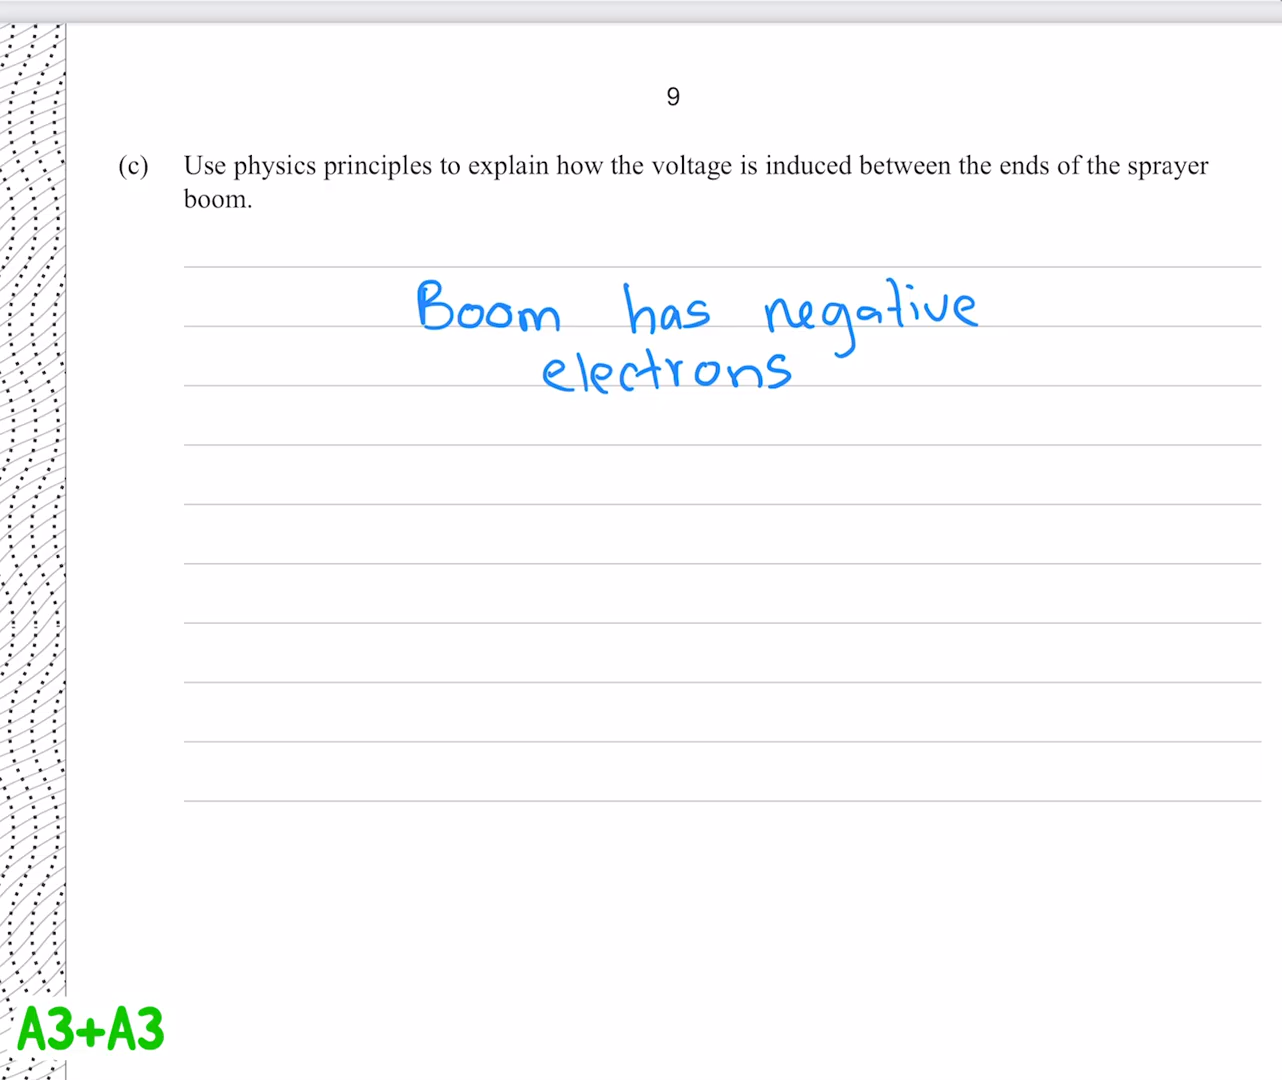 9
(c) Use physics principles to explain how the voltage is induced between the ends of the sprayer
boom.
Boom has negative
electrons
A3+A3